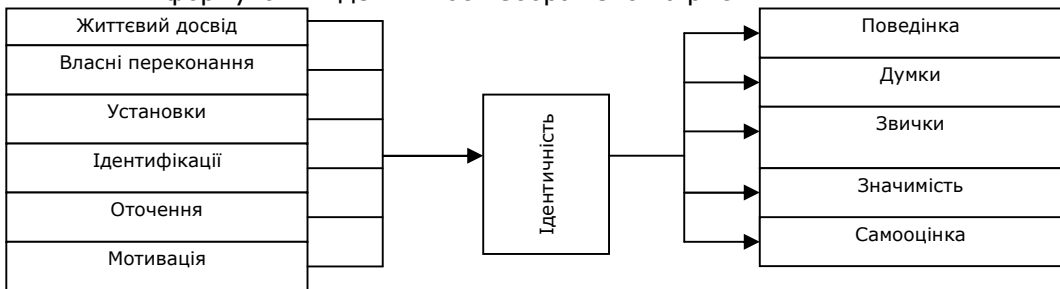 Життєвий досвід
Власні переконання
Установки
Ідентифікації
Оточення
Мотивація
Ідентичність
Поведінка
Думки
Звички
Значимість
Самооцінка